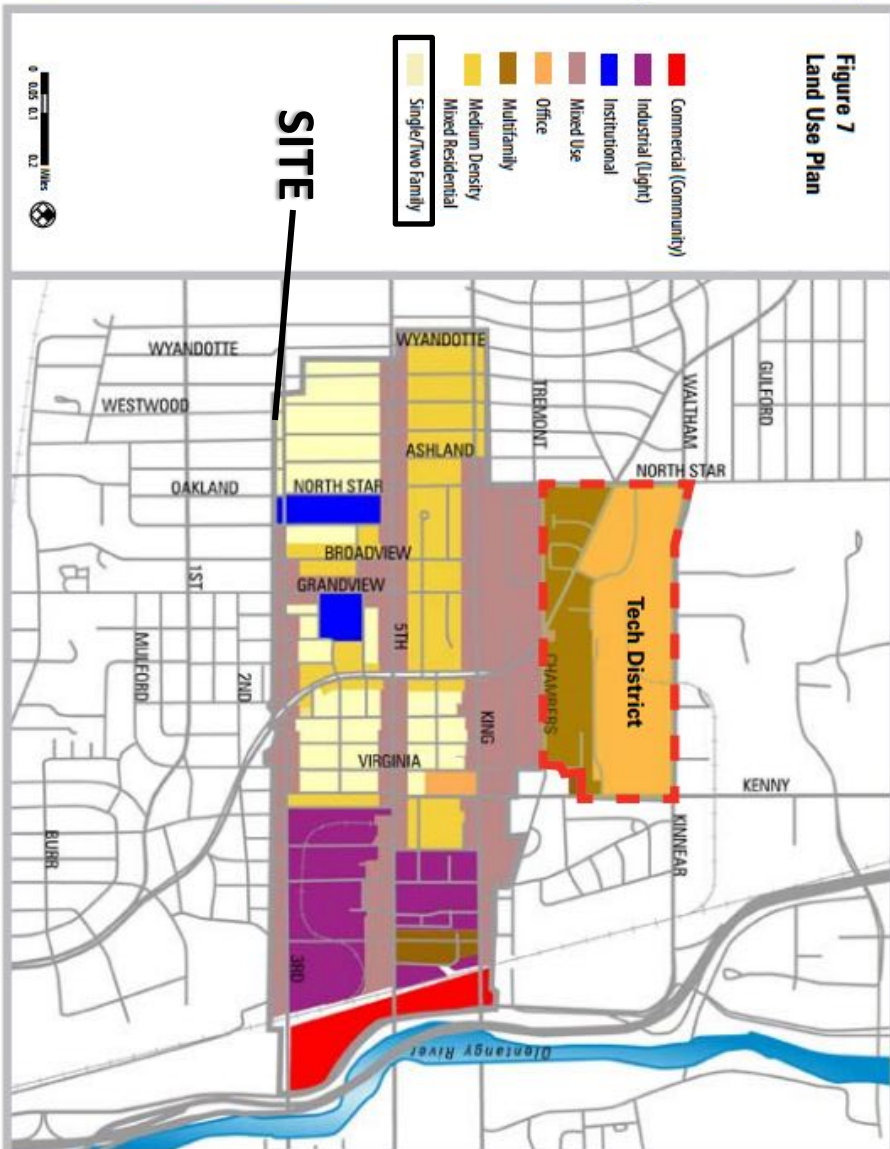 Figure 7
Land Use Plan
Commercial (Community)
Industrial (Light)
Institutional
Mixed Use
Office
Multifamily
Medium Density
Mixed Residential
Single/Two Family
0 0.05 0.1 0.2
Miles
SITE
WYANDOTTE
WYANDOTTE
WESTWOOD
TREMONT
WALTHAM
GULFORD
ASHLAND
NORTH STAR
OAKLAND
NORTH STAR
BROADVIEW
1ST
GRANDVIEW
5TH
Tech District
MULFORD
2ND
CHAMBERS
KING
VIRGINIA
KENNY
BURR
KINNEAR
3RD
Olentangy River